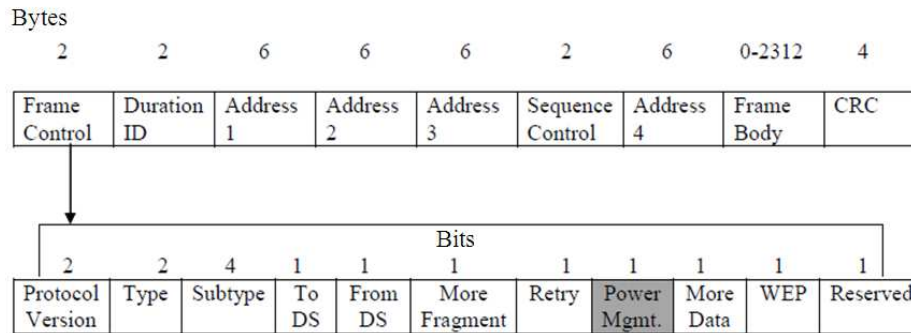 Bytes
2 2 6 6 6 2 6 0-2312 4
Frame Duration Address Address Address Sequence Address Frame CRC
Control ID 1 2 3 Control 4 Body
Bits
2 2 4 1 1 1 1 1 1 1 1
Protocol Type Subtype To From More Retry Power More WEP Reserved
Version DS DS Fragment Mgmt. Data